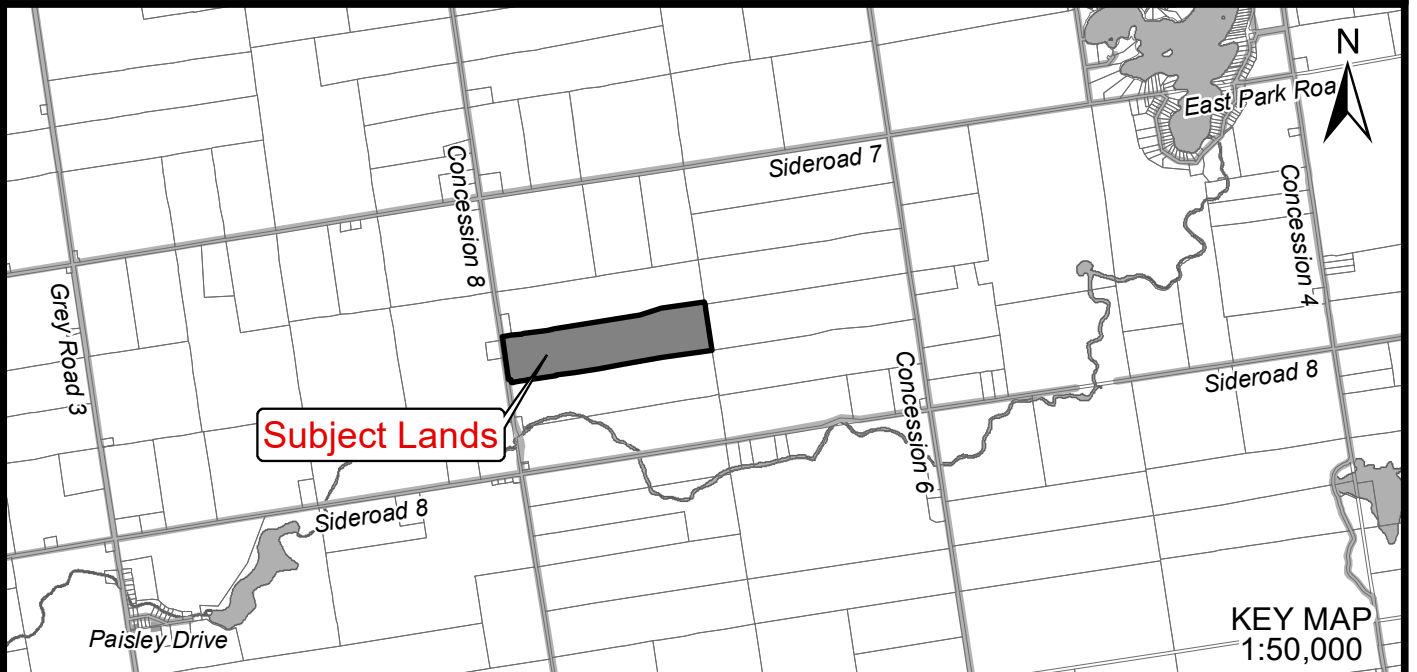 N
East Park Roa
Sideroad 7
Concession 8
Concession 4
Grey Road 3
Concession 6
Sideroad 8
Subject Lands
Sideroad 8
Paisley Drive
KEY MAP
1:50,000